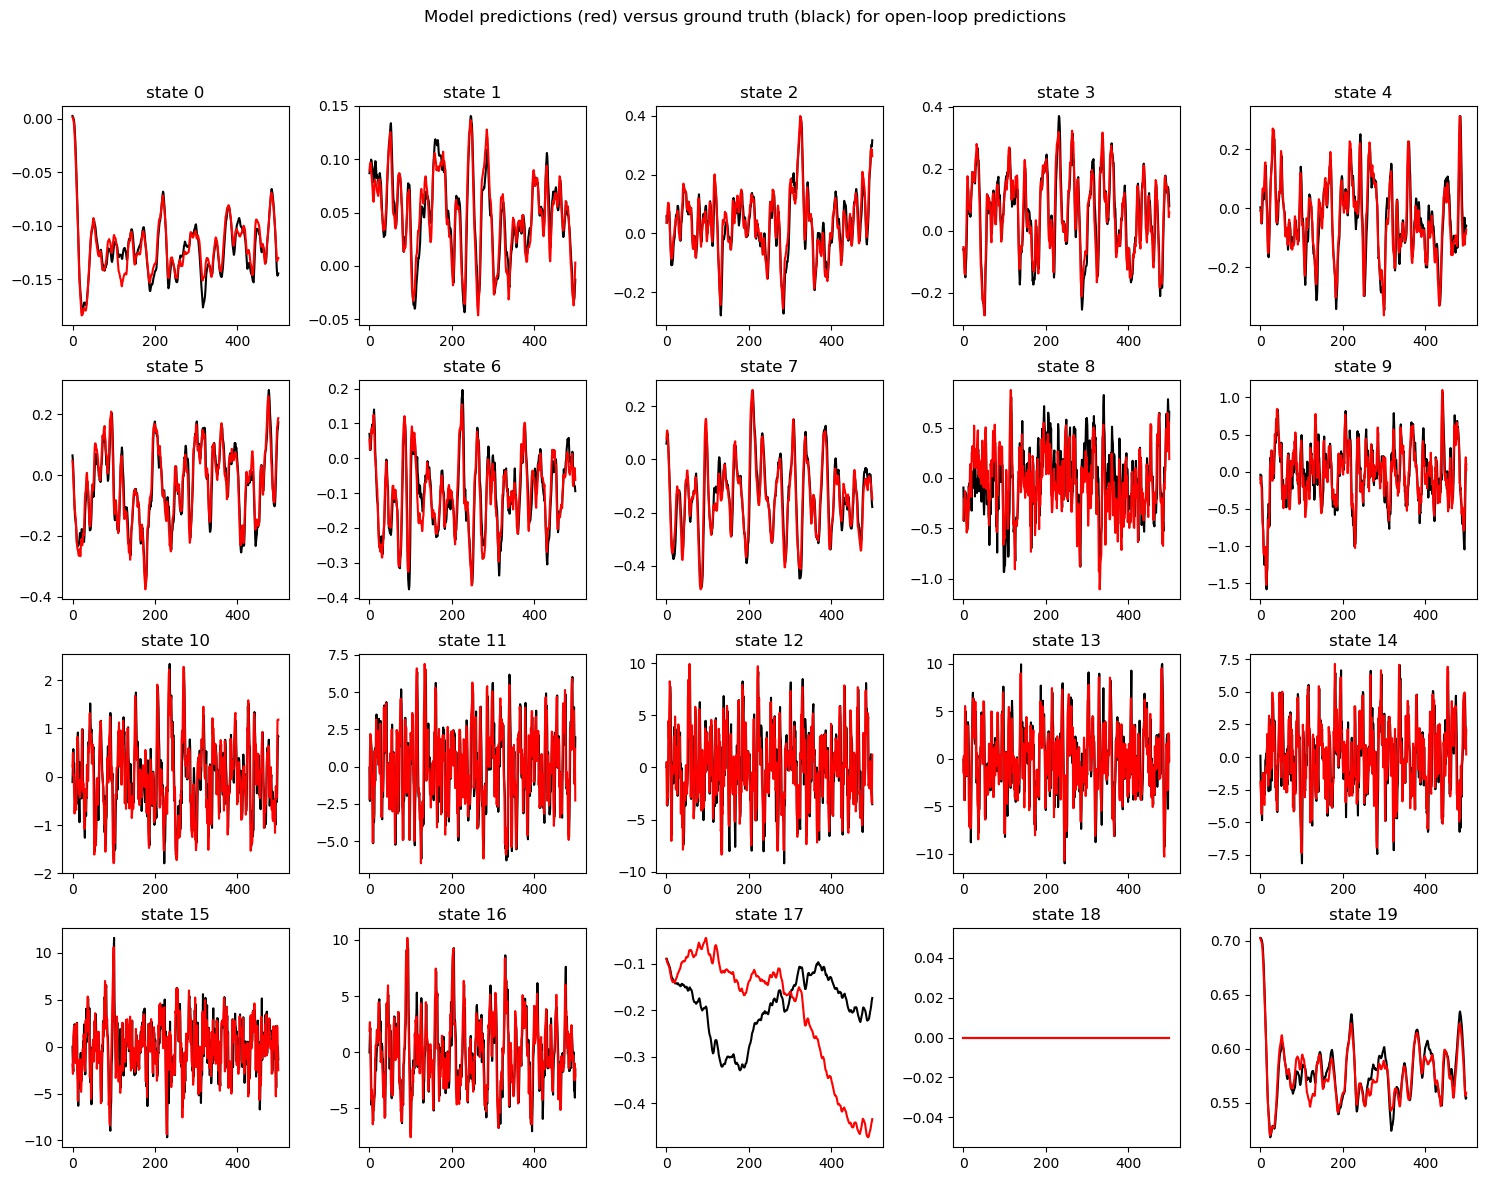 Model predictions (red) versus ground truth (black) for open-loop predictions
state 0 state 1 state 2 state 3 state 4
0.00 −0.05 −0.10 −0.15
0 200 400
0.15 0.10 0.05 0.00 −0.05
0 200 400
0.4 0.2 0.0 −0.2
0 200 400
0.4 0.2 0.0 −0.2
0 200 400
0.2 0.0 −0.2
0 200 400
state 5 state 6 state 7 state 8 state 9
0.2 0.0 −0.2 −0.4
0 200 400
0.2 0.1 0.0 −0.1 −0.2 −0.3 −0.4
0 200 400
0.2 0.0 −0.2 −0.4
0 200 400
0.5 0.0 −0.5 −1.0
0 200 400
1.0 0.5 0.0 −0.5 −1.0 −1.5
0 200 400
state 10 state 11 state 12 state 13 state 14
2 1 0 −1 −2
0 200 400
7.5 5.0 2.5 0.0 −2.5 −5.0
0 200 400
10 8 6 4 2 0 −2 −4 −6 −8 −10
0 200 400
10 5 0 −5 −10
0 200 400
7.5 5.0 2.5 0.0 −2.5 −5.0 −7.5
0 200 400
state 15 state 16 state 17 state 18 state 19
10 5 0 −5 −10
0 200 400
10 5 0 −5
0 200 400
−0.1 −0.2 −0.3 −0.4
0 200 400
0.04 0.02 0.00 −0.02 −0.04
0 200 400
0.70 0.65 0.60 0.55
0 200 400